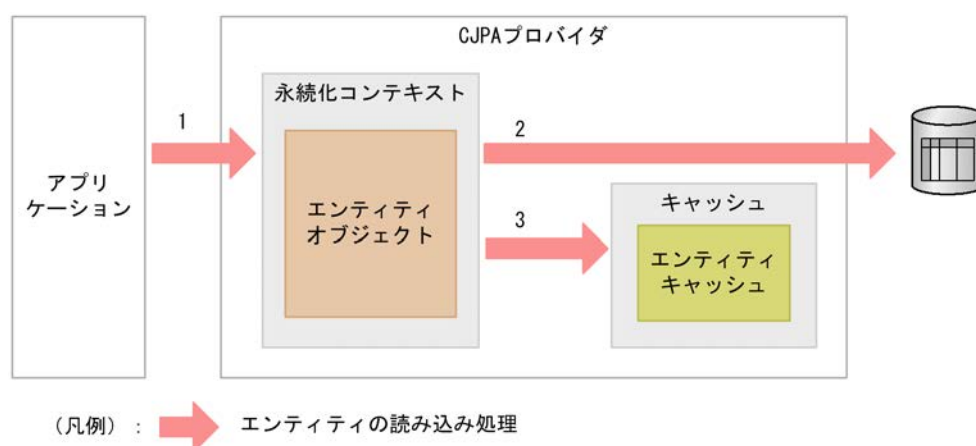 CJPAプロバイダ
永続化コンテキスト
1
2
アプリ
ケーション
エンティティ
オブジェクト
3
キャッシュ
エンティティ
キャッシュ
（凡例）：
エンティティの読み込み処理